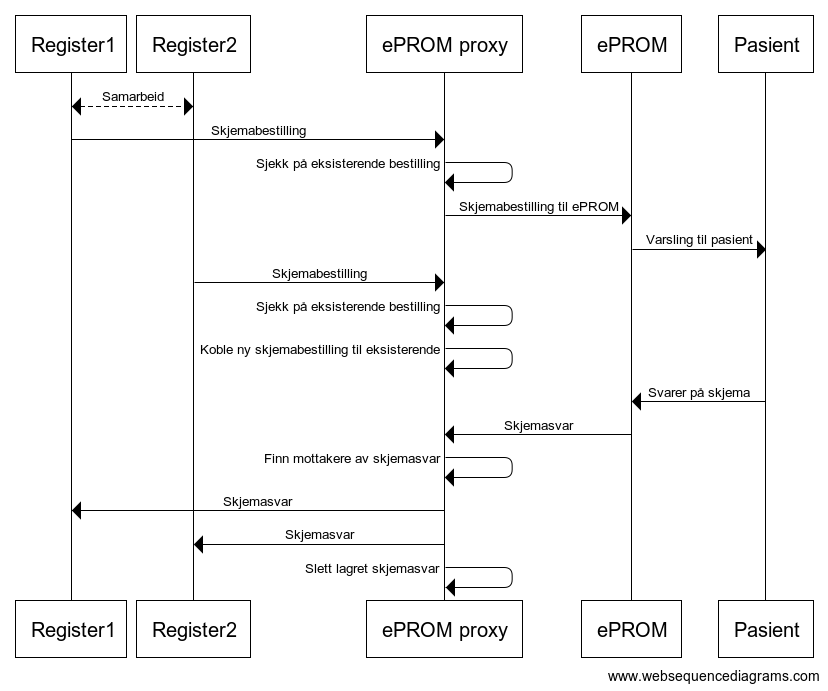 Register1
Register2
ePROM proxy
ePROM
Pasient
Samarbeid
Skjemabestilling
Sjekk på eksisterende bestilling
Skjemabestilling til ePROM
Varsling til pasient
Skjemabestilling
Sjekk på eksisterende bestilling
Koble ny skjemabestilling til eksisterende
Svarer på skjema
Skjemasvar
Finn mottakere av skjemasvar
Skjemasvar
Skjemasvar
Slett lagret skjemasvar
Register1
Register2
ePROM proxy
ePROM
Pasient
www.websequencediagrams.com